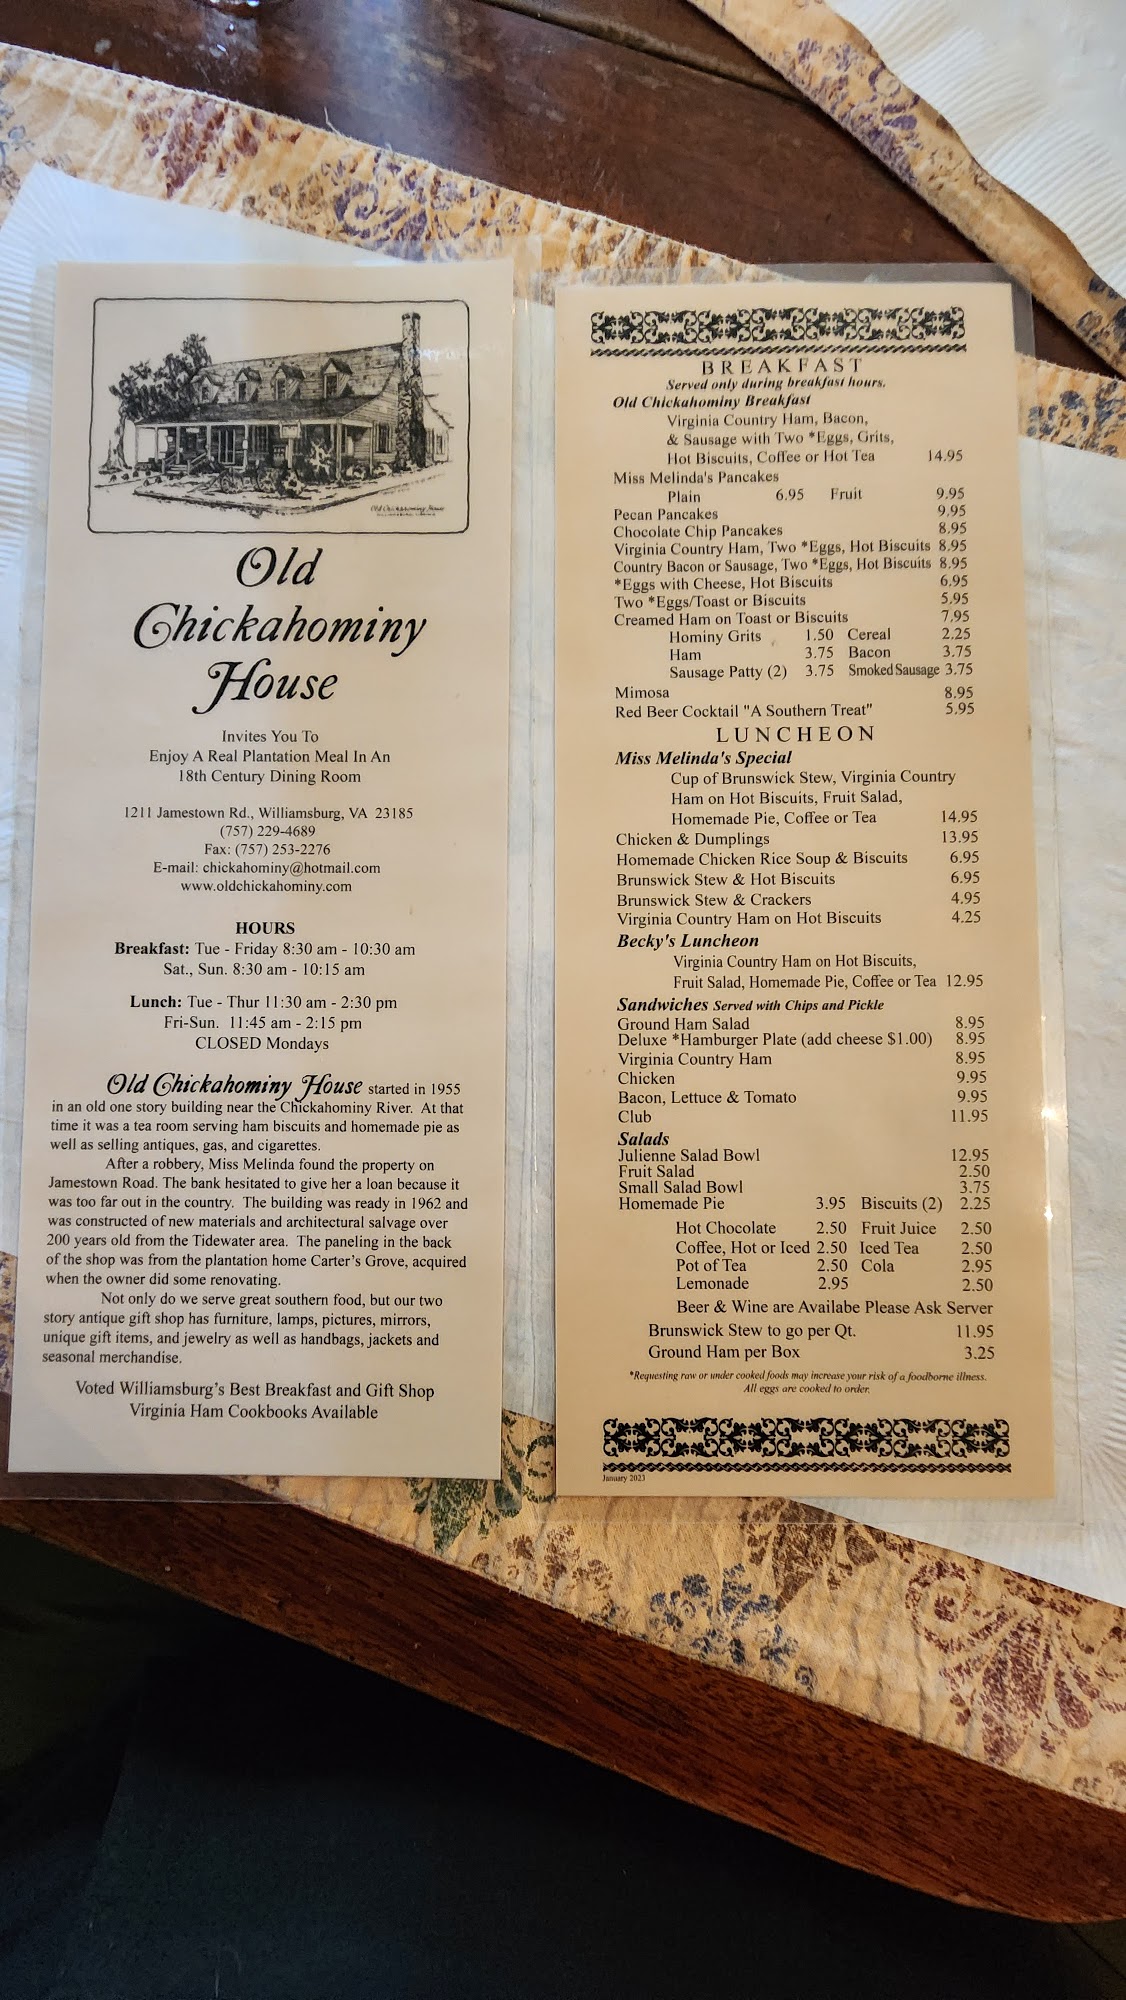 Old Chickahominy House
Old
Chickahominy
House
Invites You To
Enjoy A Real Plantation Meal In An
18th Century Dining Room
1211 Jamestown Rd., Williamsburg, VA 23185
(757) 229-4689
Fax: (757) 253-2276
E-mail: chickahominy@hotmail.com
www.oldchickahominy.com
HOURS
Breakfast: Tue - Friday 8:30 am - 10:30 am
Sat., Sun. 8:30 am - 10:15 am
Lunch: Tue - Thur 11:30 am - 2:30 pm
Fri-Sun. 11:45 am - 2:15 pm
CLOSED Mondays
Old Chickahominy House started in 1955
in an old one story building near the Chickahominy River. At that
time it was a tea room serving ham biscuits and homemade pie as
well as selling antiques, gas, and cigarettes.
After a robbery, Miss Melinda found the property on
Jamestown Road. The bank hesitated to give her a loan because it
was too far out in the country. The building was ready in 1962 and
was constructed of new materials and architectural salvage over
200 years old from the Tidewater area. The paneling in the back
of the shop was from the plantation home Carter's Grove, acquired
when the owner did some renovating.
Not only do we serve great southern food, but our two
story antique gift shop has furniture, lamps, pictures, mirrors,
unique gift items, and jewelry as well as handbags, jackets and
seasonal merchandise.
Voted Williamsburg's Best Breakfast and Gift Shop
Virginia Ham Cookbooks Available
BREAKFAST
Served only during breakfast hours.
Old Chickahominy Breakfast
Virginia Country Ham, Bacon,
& Sausage with Two *Eggs, Grits,
Hot Biscuits, Coffee or Hot Tea 14.95
Miss Melinda's Pancakes
Plain 6.95 Fruit 9.95
Pecan Pancakes 9.95
Chocolate Chip Pancakes 8.95
Virginia Country Ham, Two *Eggs, Hot Biscuits 8.95
Country Bacon or Sausage, Two *Eggs, Hot Biscuits 8.95
*Eggs with Cheese, Hot Biscuits 6.95
Two *Eggs/Toast or Biscuits 5.95
Creamed Ham on Toast or Biscuits 7.95
Hominy Grits 1.50 Cereal 2.25
Ham 3.75 Bacon 3.75
Sausage Patty (2) 3.75 Smoked Sausage 3.75
Mimosa 8.95
Red Beer Cocktail "A Southern Treat" 5.95
LUNCHEON
Miss Melinda's Special
Cup of Brunswick Stew, Virginia Country
Ham on Hot Biscuits, Fruit Salad,
Homemade Pie, Coffee or Tea 14.95
Chicken & Dumplings 13.95
Homemade Chicken Rice Soup & Biscuits 6.95
Brunswick Stew & Hot Biscuits 6.95
Brunswick Stew & Crackers 4.95
Virginia Country Ham on Hot Biscuits 4.25
Becky's Luncheon
Virginia Country Ham on Hot Biscuits,
Fruit Salad, Homemade Pie, Coffee or Tea 12.95
Sandwiches Served with Chips and Pickle
Ground Ham Salad 8.95
Deluxe *Hamburger Plate (add cheese $1.00) 8.95
Virginia Country Ham 8.95
Chicken 9.95
Bacon, Lettuce & Tomato 9.95
Club 11.95
Salads
Julienne Salad Bowl 12.95
Fruit Salad 2.50
Small Salad Bowl 3.75
Homemade Pie 3.95 Biscuits (2) 2.25
Hot Chocolate 2.50 Fruit Juice 2.50
Coffee, Hot or Iced 2.50 Iced Tea 2.50
Pot of Tea 2.50 Cola 2.95
Lemonade 2.95 2.50
Beer & Wine are Availabe Please Ask Server
Brunswick Stew to go per Qt. 11.95
Ground Ham per Box 3.25
*Requesting raw or under cooked foods may increase your risk of a foodborne illness.
All eggs are cooked to order.
January 2023